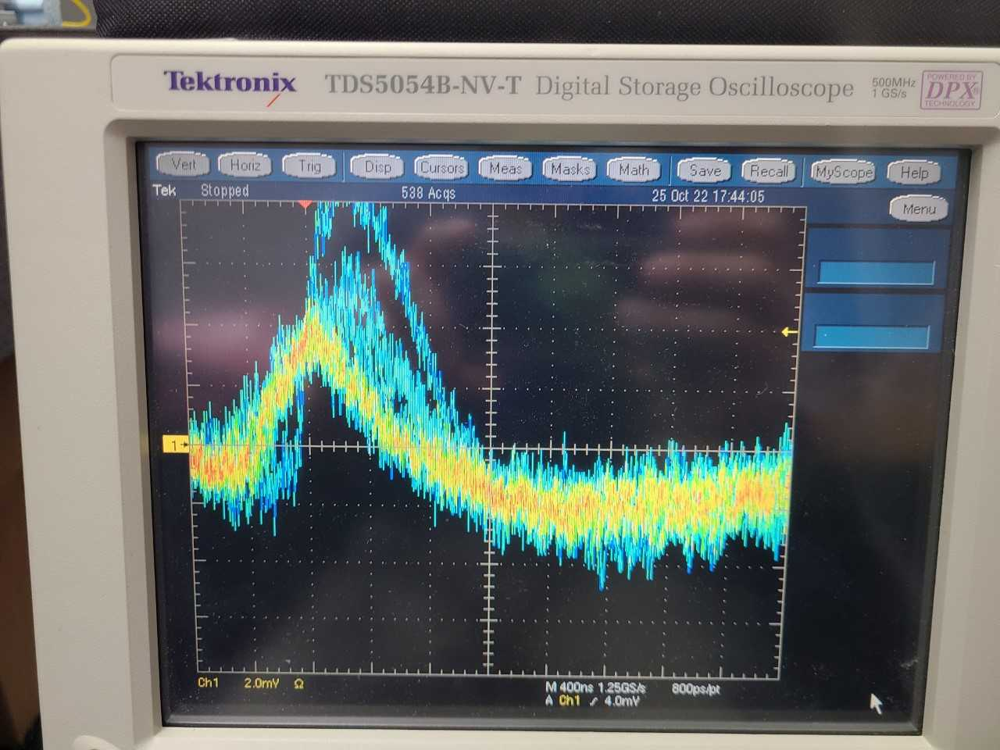 Tektronix TDS5054B-NV-T Digital Storage Oscilloscope 500MHz
1 GS/s
POWERED BY
DPX®
TECHNOLOGY
Vert Horiz Trig Disp Cursors Meas Masks Math Save Recall MyScope Help
Tek Stopped 538 Acqs 25 Oct 22 17:44:05
Menu
1
Ch1 2.0mV Ω M 400ns 1.25GS/s 800ps/pt
A Ch1 4.0mV